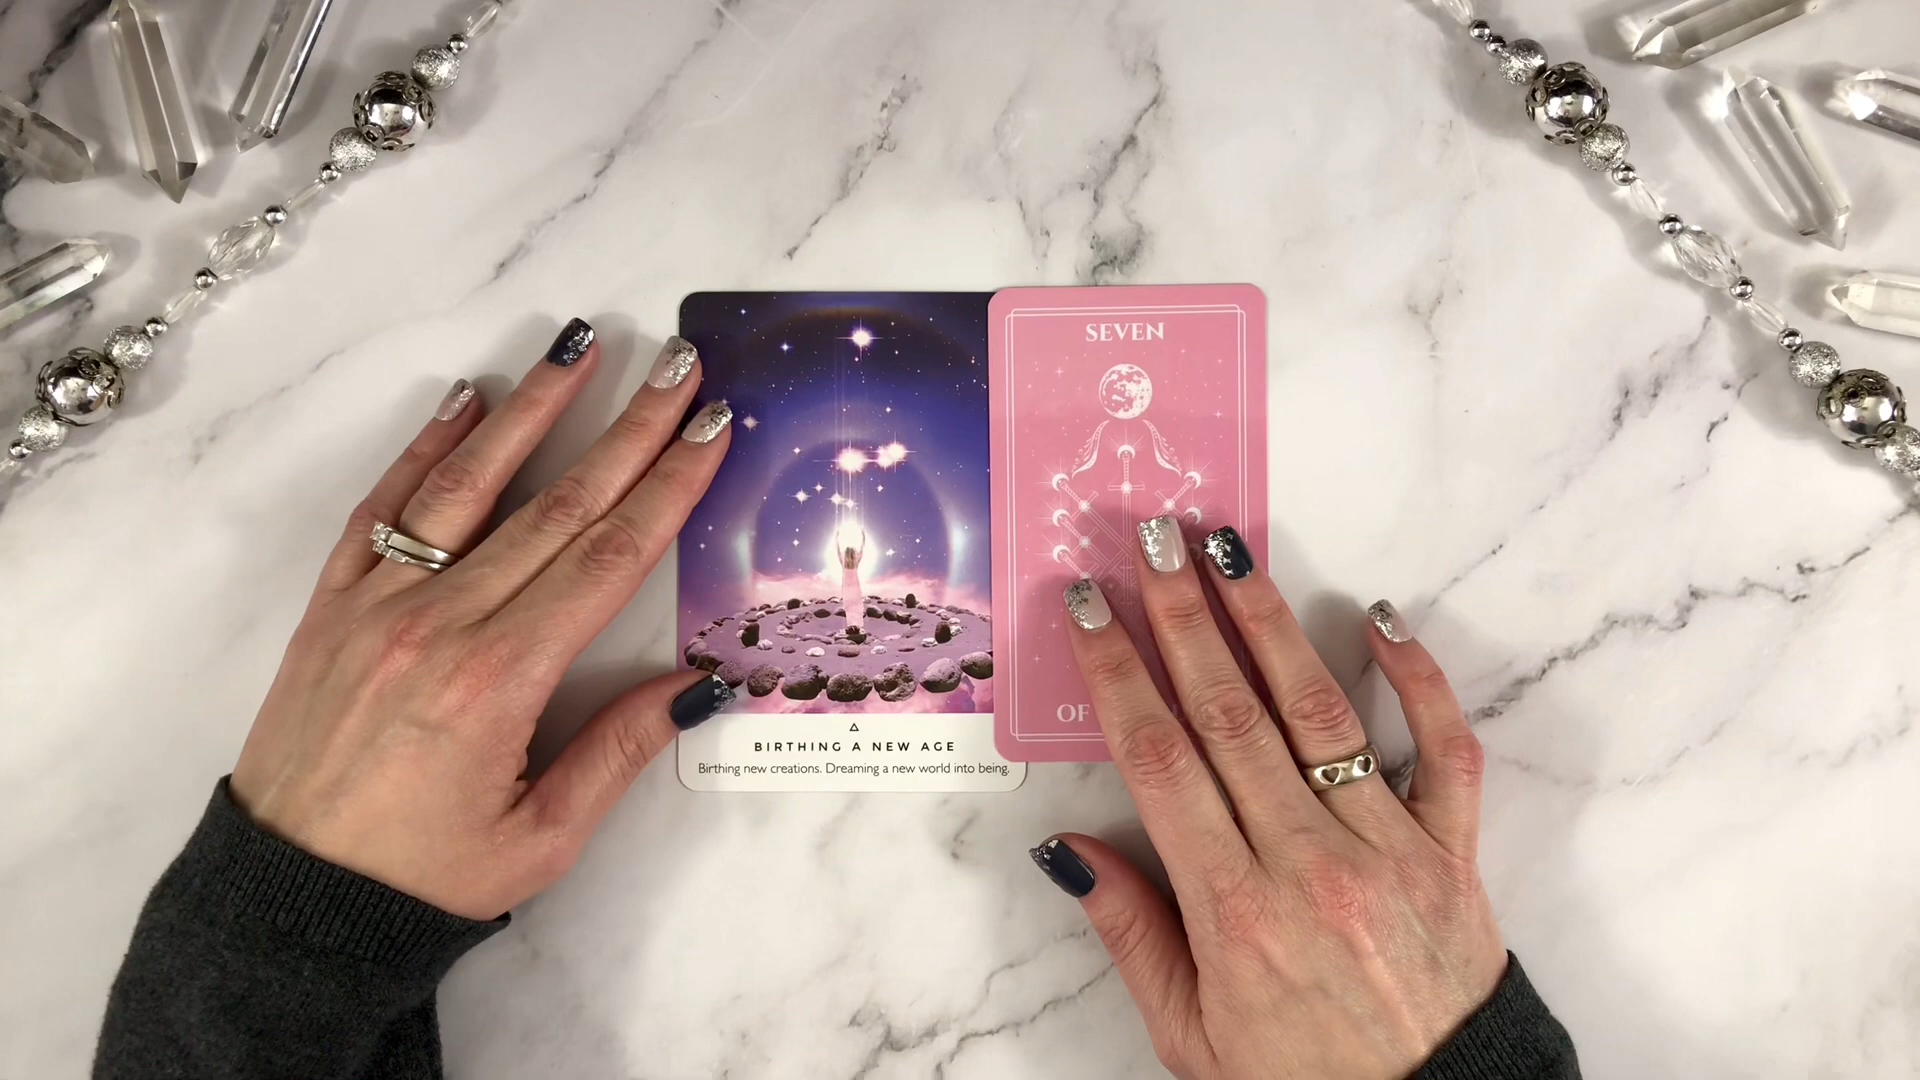 BIRTHING A NEW AGE
Birthing new creations. Dreaming a new world into being.
SEVEN
OF